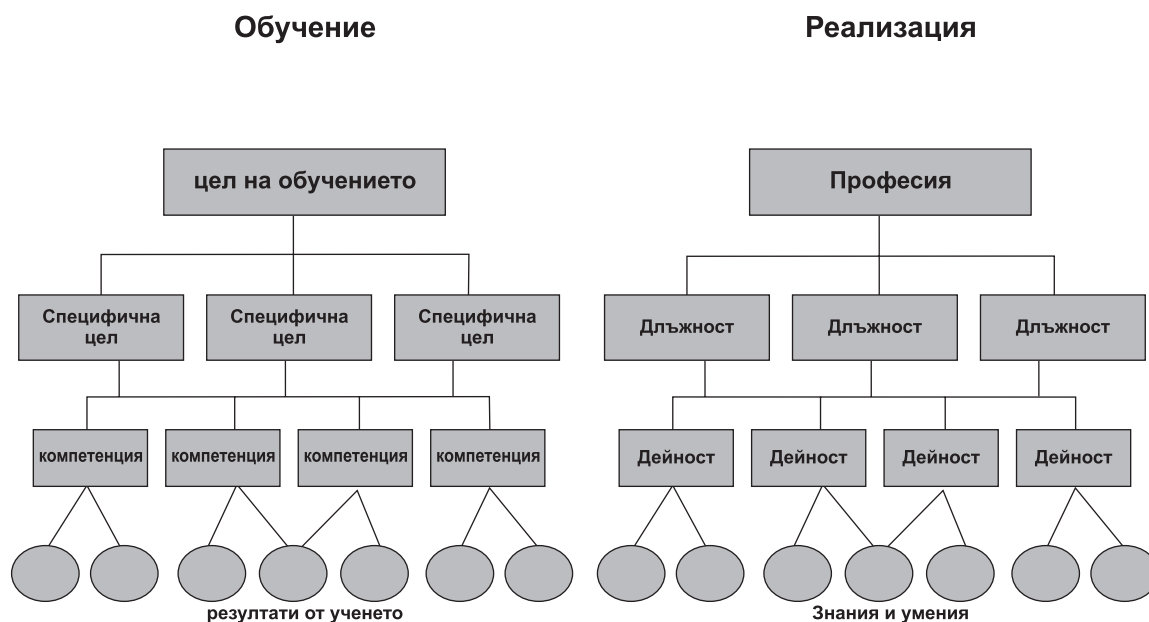 Обучение
Реализация
цел на обучението
Професия
Специфична
цел
Специфична
цел
Специфична
цел
Длъжност
Длъжност
Длъжност
компетенция
компетенция
компетенция
компетенция
Дейност
Дейност
Дейност
Дейност
резултати от ученето
Знания и умения